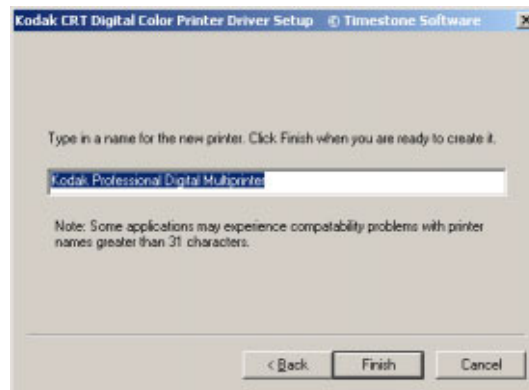 Kodak CRT Digital Color Printer Driver Setup © Timestone Software
Type in a name for the new printer. Click Finish when you are ready to create it.
Kodak Professional Digital Multiprinter
Note: Some applications may experience compatability problems with printer
names greater than 31 characters.
< Back
Finish
Cancel